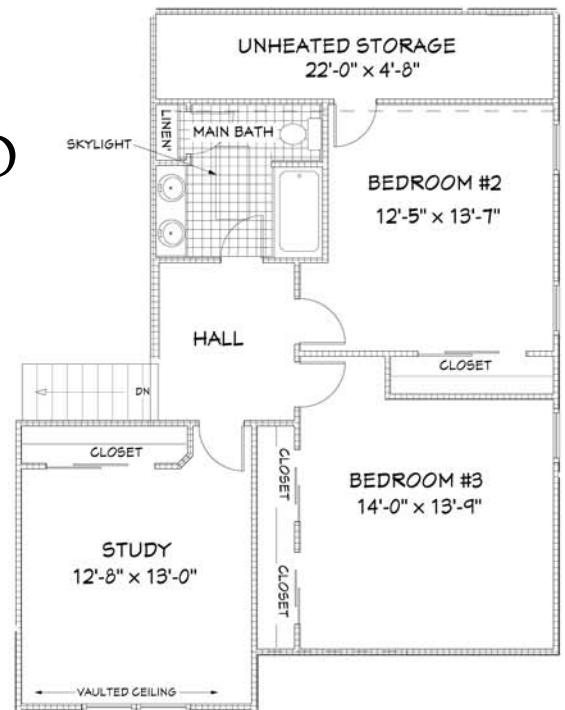 UNHEATED STORAGE
22'-0" x 4'-8"
LINEN'
MAIN BATH
SKYLIGHT
BEDROOM #2
12'-5" x 13'-7"
HALL
CLOSET
DN
CLOSET
CLOSET
BEDROOM #3
14'-0" x 13'-9"
STUDY
12'-8" x 13'-0"
CLOSET
VAULTED CEILING